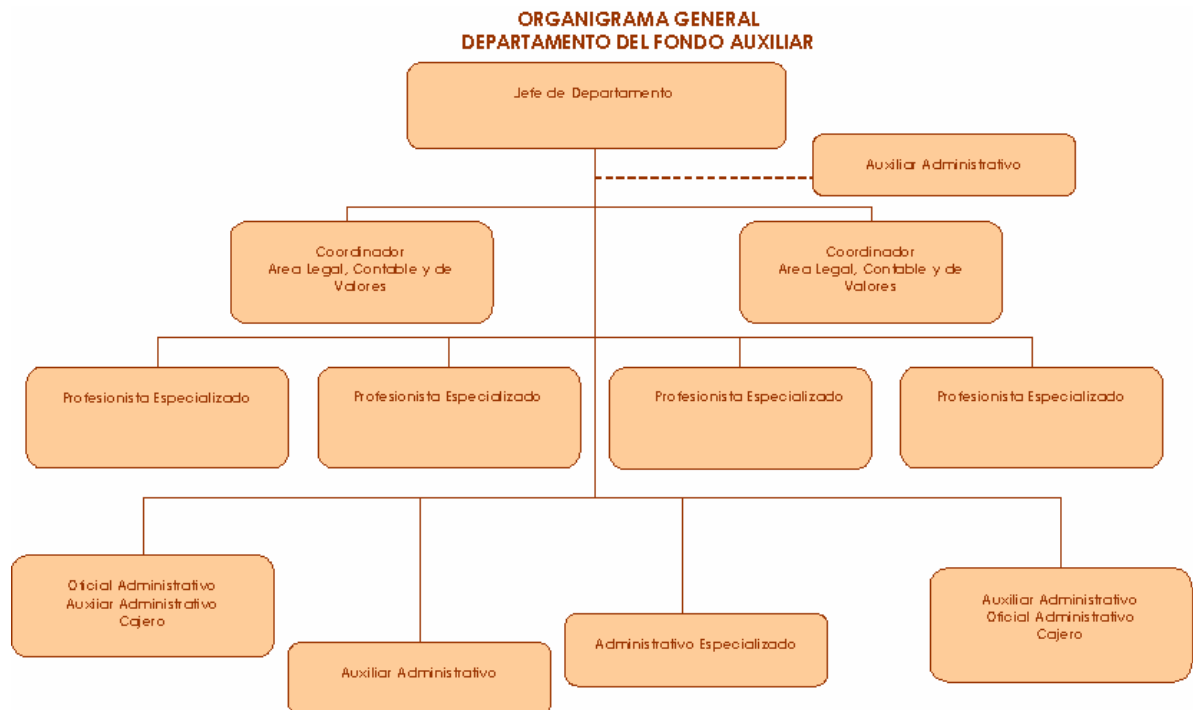 ORGANIGRAMA GENERAL
DEPARTAMENTO DEL FONDO AUXILIAR
Jefe de Departamento
Auxiliar Administrativo
Coordinador
Area Legal, Contable y de
Valores
Coordinador
Area Legal, Contable y de
Valores
Profesionista Especializado
Profesionista Especializado
Profesionista Especializado
Profesionista Especializado
Oficial Administrativo
Auxiliar Administrativo
Cajero
Auxiliar Administrativo
Administrativo Especializado
Auxiliar Administrativo
Oficial Administrativo
Cajero